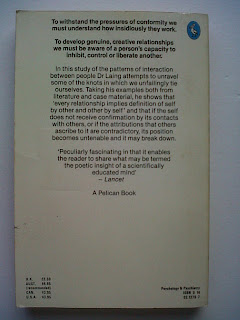 To withstand the pressures of conformity we
must understand how insidiously they work.
To develop genuine, creative relationships
we must be aware of a person's capacity to
inhibit, control or liberate another.
In this study of the patterns of interaction
between people Dr Laing attempts to unravel
some of the knots in which we unfailingly tie
ourselves. Taking his examples both from
literature and case material, he shows that
'every relationship implies definition of self
by other and other by self' and that if the self
does not receive confirmation by its contacts
with others, or if the attributions that others
ascribe to it are contradictory, its position
becomes untenable and it may break down.
'Peculiarly fascinating in that it enables
the reader to share what may be termed
the poetic insight of a scientifically
educated mind' –
Lancet
A Pelican Book
U.K.
AUST.
(recommended)
CAN.
U.S.A.
Psychology & Psychiatry
ISBN 0 14